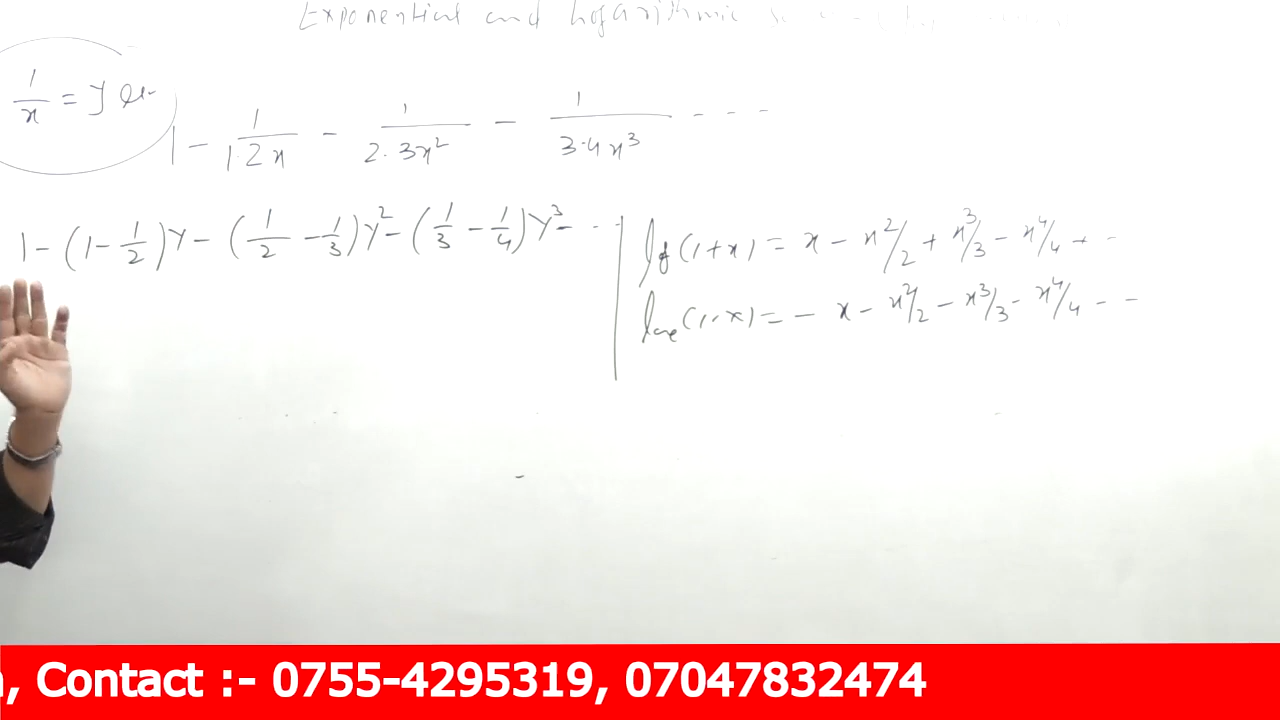 Exponential and Logarithmic
1/x = y
1 - 1/1·2x - 1/2·3x² - 1/3·4x³ - - -
1 - (1 - 1/2)y - (1/2 - 1/3)y² - (1/3 - 1/4)y³ - - -
log(1+x) = x - x²/2 + x³/3 - x⁴/4 + -
log(1-x) = - x - x²/2 - x³/3 - x⁴/4 - -
, Contact :- 0755-4295319, 07047832474